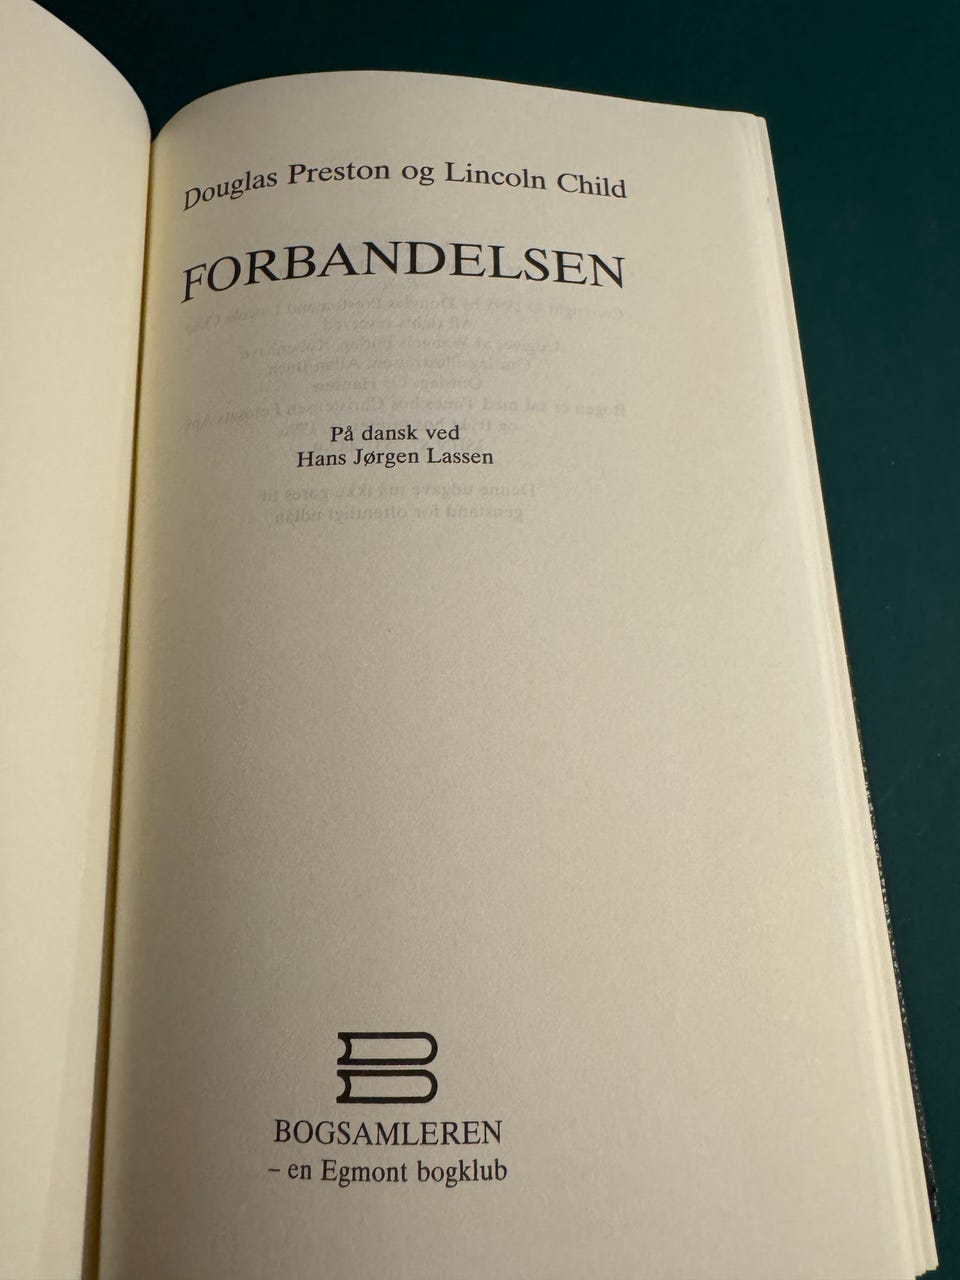 Douglas Preston og Lincoln Child
FORBANDELSEN
På dansk ved
Hans Jørgen Lassen
BOGSAMLEREN
– en Egmont bogklub